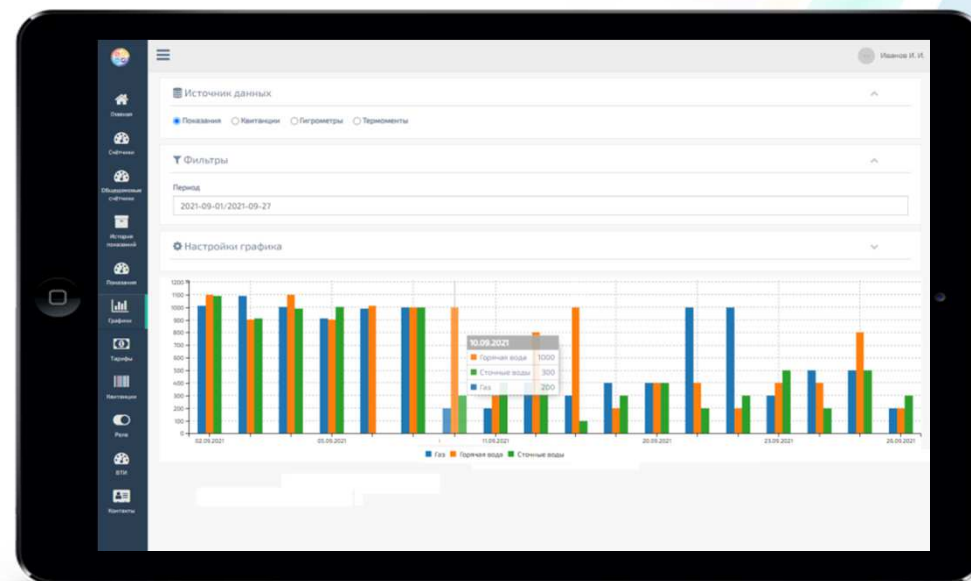 Иванов И. И.
Главная
Счётчики
Общедомовые
счётчики
История
показаний
Показания
Графики
Тарифы
Квитанции
Реле
ВТИ
Контакты
Источник данных
Показания Квитанции Гигрометры Термоменты
Фильтры
Период
2021-09-01/2021-09-27
Настройки графика
1200
1100
1000
900
800
700
600
500
400
300
200
100
0
10.09.2021
Горячая вода 1000
Сточные воды 300
Газ 200
02.09.2021 05.09.2021 11.09.2021 20.09.2021 23.09.2021 26.09.2021
Газ Горячая вода Сточные воды